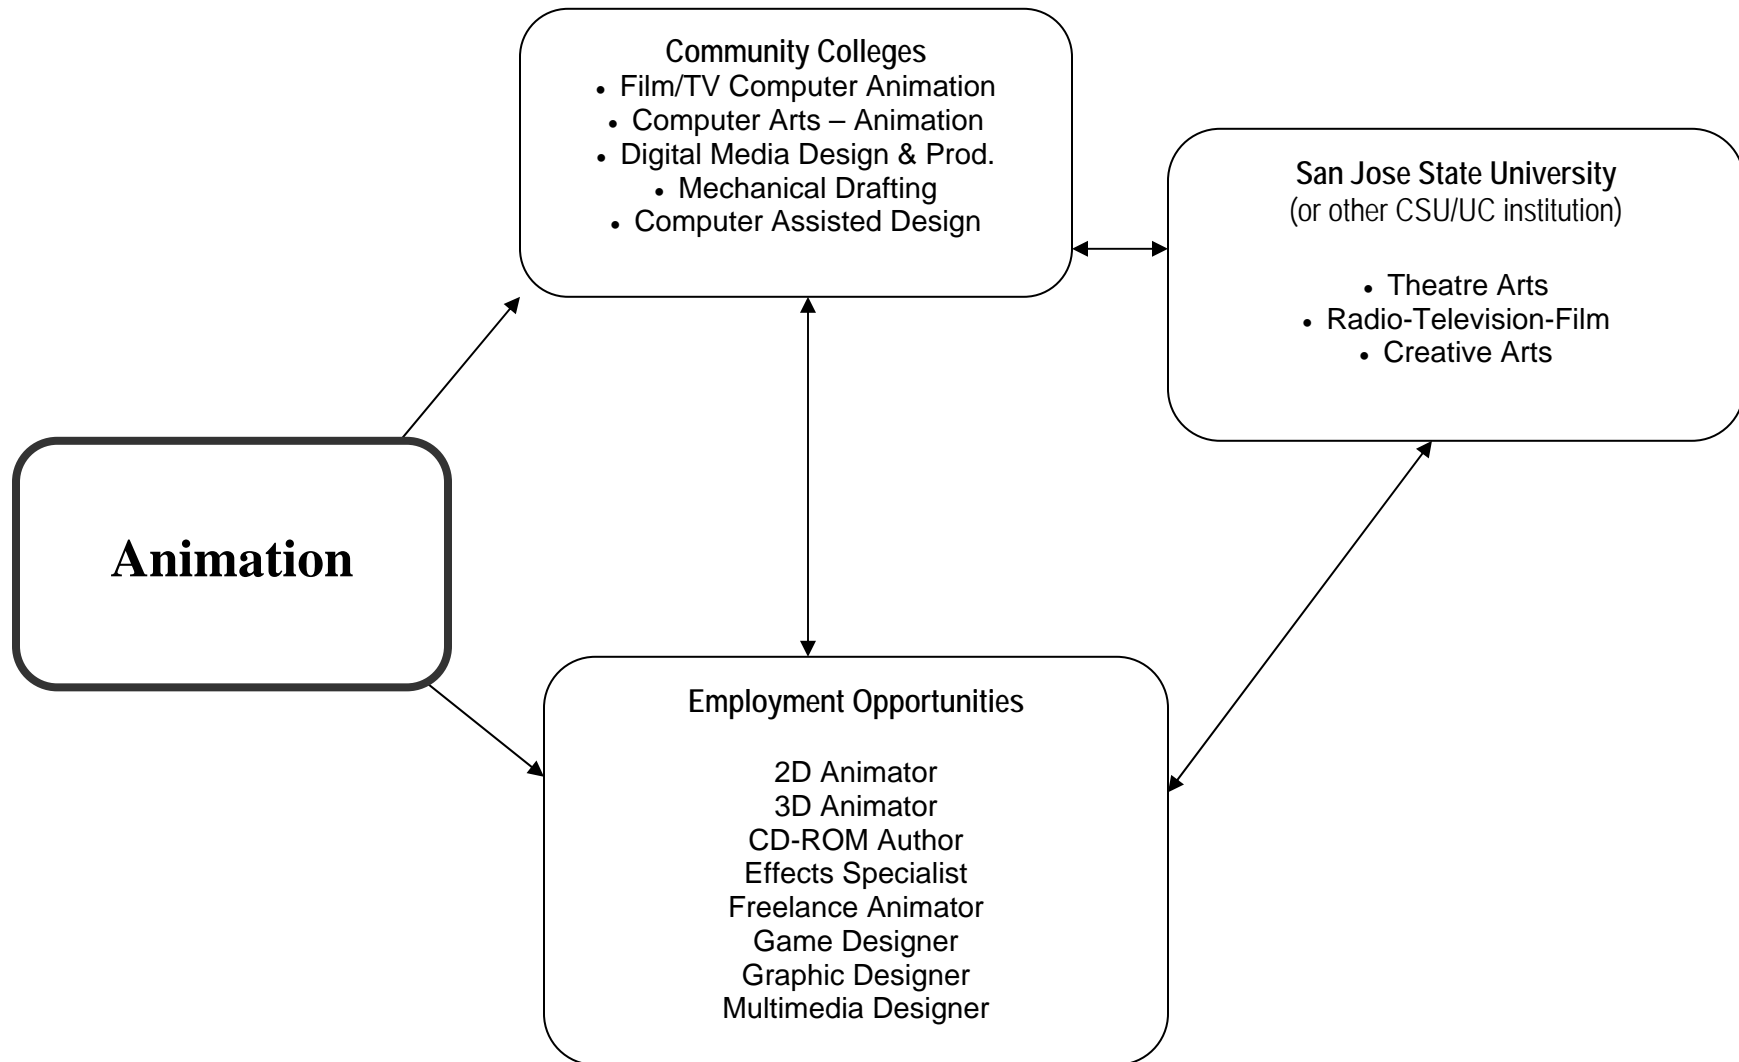 Community Colleges
• Film/TV Computer Animation
• Computer Arts – Animation
• Digital Media Design & Prod.
• Mechanical Drafting
• Computer Assisted Design
San Jose State University
(or other CSU/UC institution)
• Theatre Arts
• Radio-Television-Film
• Creative Arts
Animation
Employment Opportunities
2D Animator
3D Animator
CD-ROM Author
Effects Specialist
Freelance Animator
Game Designer
Graphic Designer
Multimedia Designer